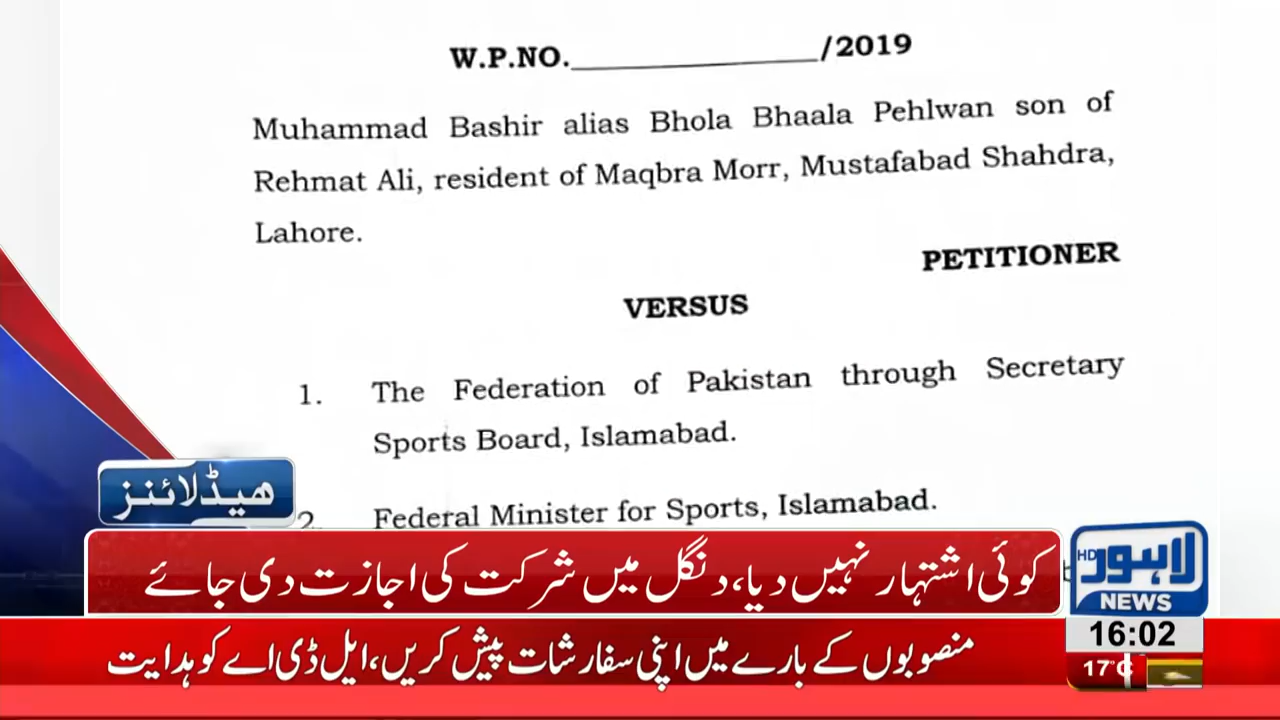 W.P.NO.____________/2019
Muhammad Bashir alias Bhola Bhaala Pehlwan son of
Rehmat Ali, resident of Maqbra Morr, Mustafabad Shahdra,
Lahore.
PETITIONER
VERSUS
1. The Federation of Pakistan through Secretary
Sports Board, Islamabad.
2. Federal Minister for Sports, Islamabad.
ھیڈلائنز
کوئی اشتہار نہیں دیا، دنگل میں شرکت کی اجازت دی جائے
HD لاہور
NEWS
16:02
منصوبوں کے بارے میں اپنی سفارشات پیش کریں، ایل ڈی اے کو ہدایت
17°C